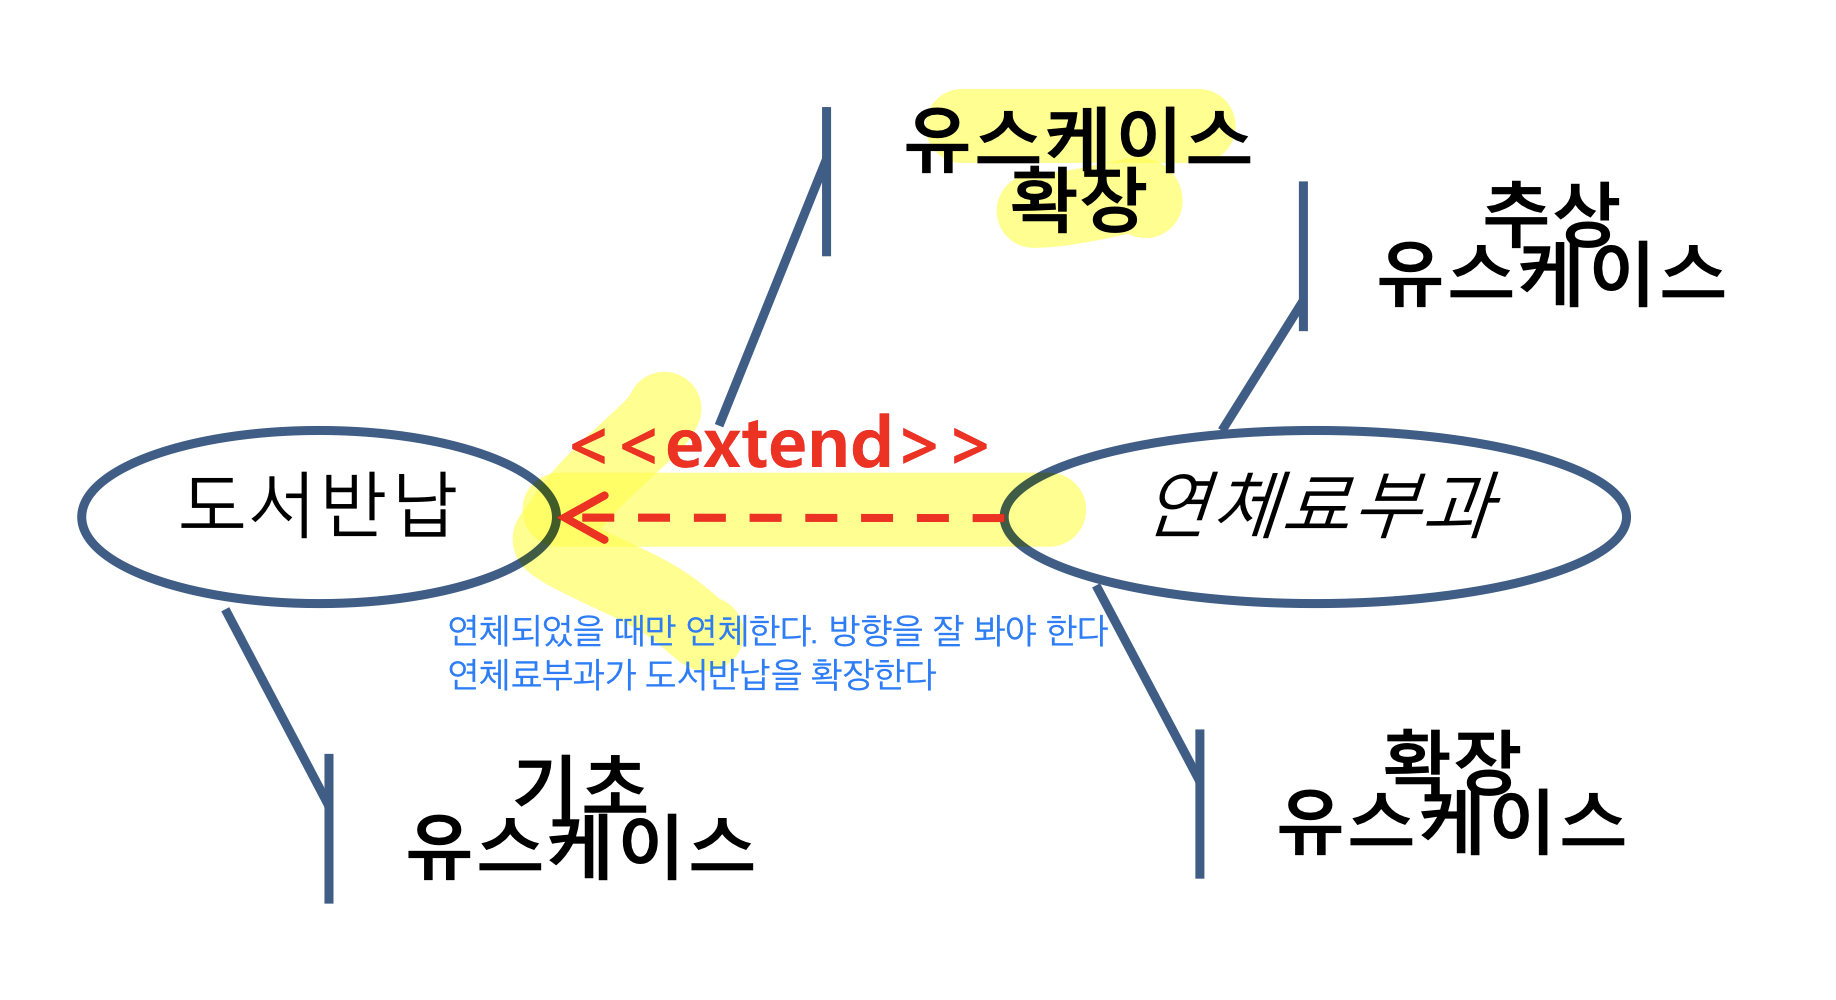 유스케이스
확장
추상
유스케이스
<<extend>>
도서반납
연체료부과
연체되었을 때만 연체한다. 방향을 잘 봐야 한다
연체료부과가 도서반납을 확장한다
기초
유스케이스
확장
유스케이스